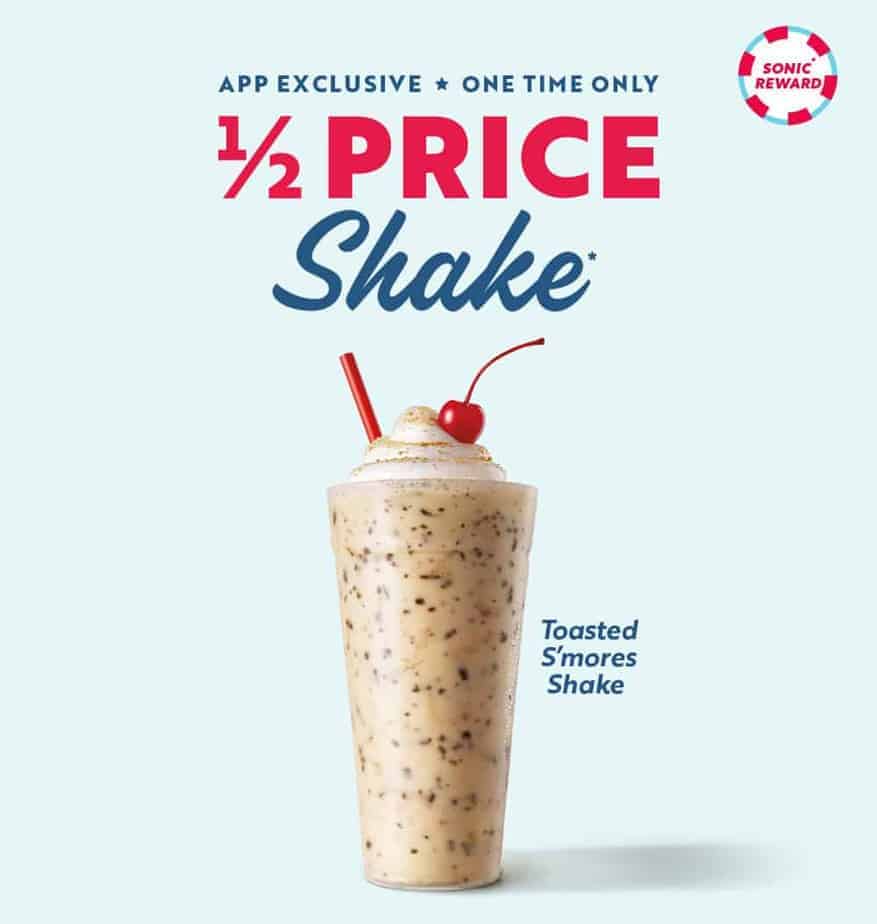 SONIC*
REWARD
APP EXCLUSIVE ★ ONE TIME ONLY
½ PRICE
Shake*
Toasted
S'mores
Shake